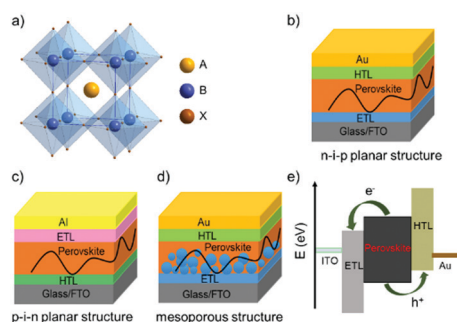 a)
A
B
X
b)
Au
HTL
Perovskite
ETL
Glass/FTO
n-i-p planar structure
c)
Al
ETL
Perovskite
HTL
Glass/FTO
p-i-n planar structure
d)
Au
HTL
Perovskite
ETL
Glass/FTO
mesoporous structure
e)
E (eV)
e-
HTL
Perovskite
ITO
ETL
Au
h+